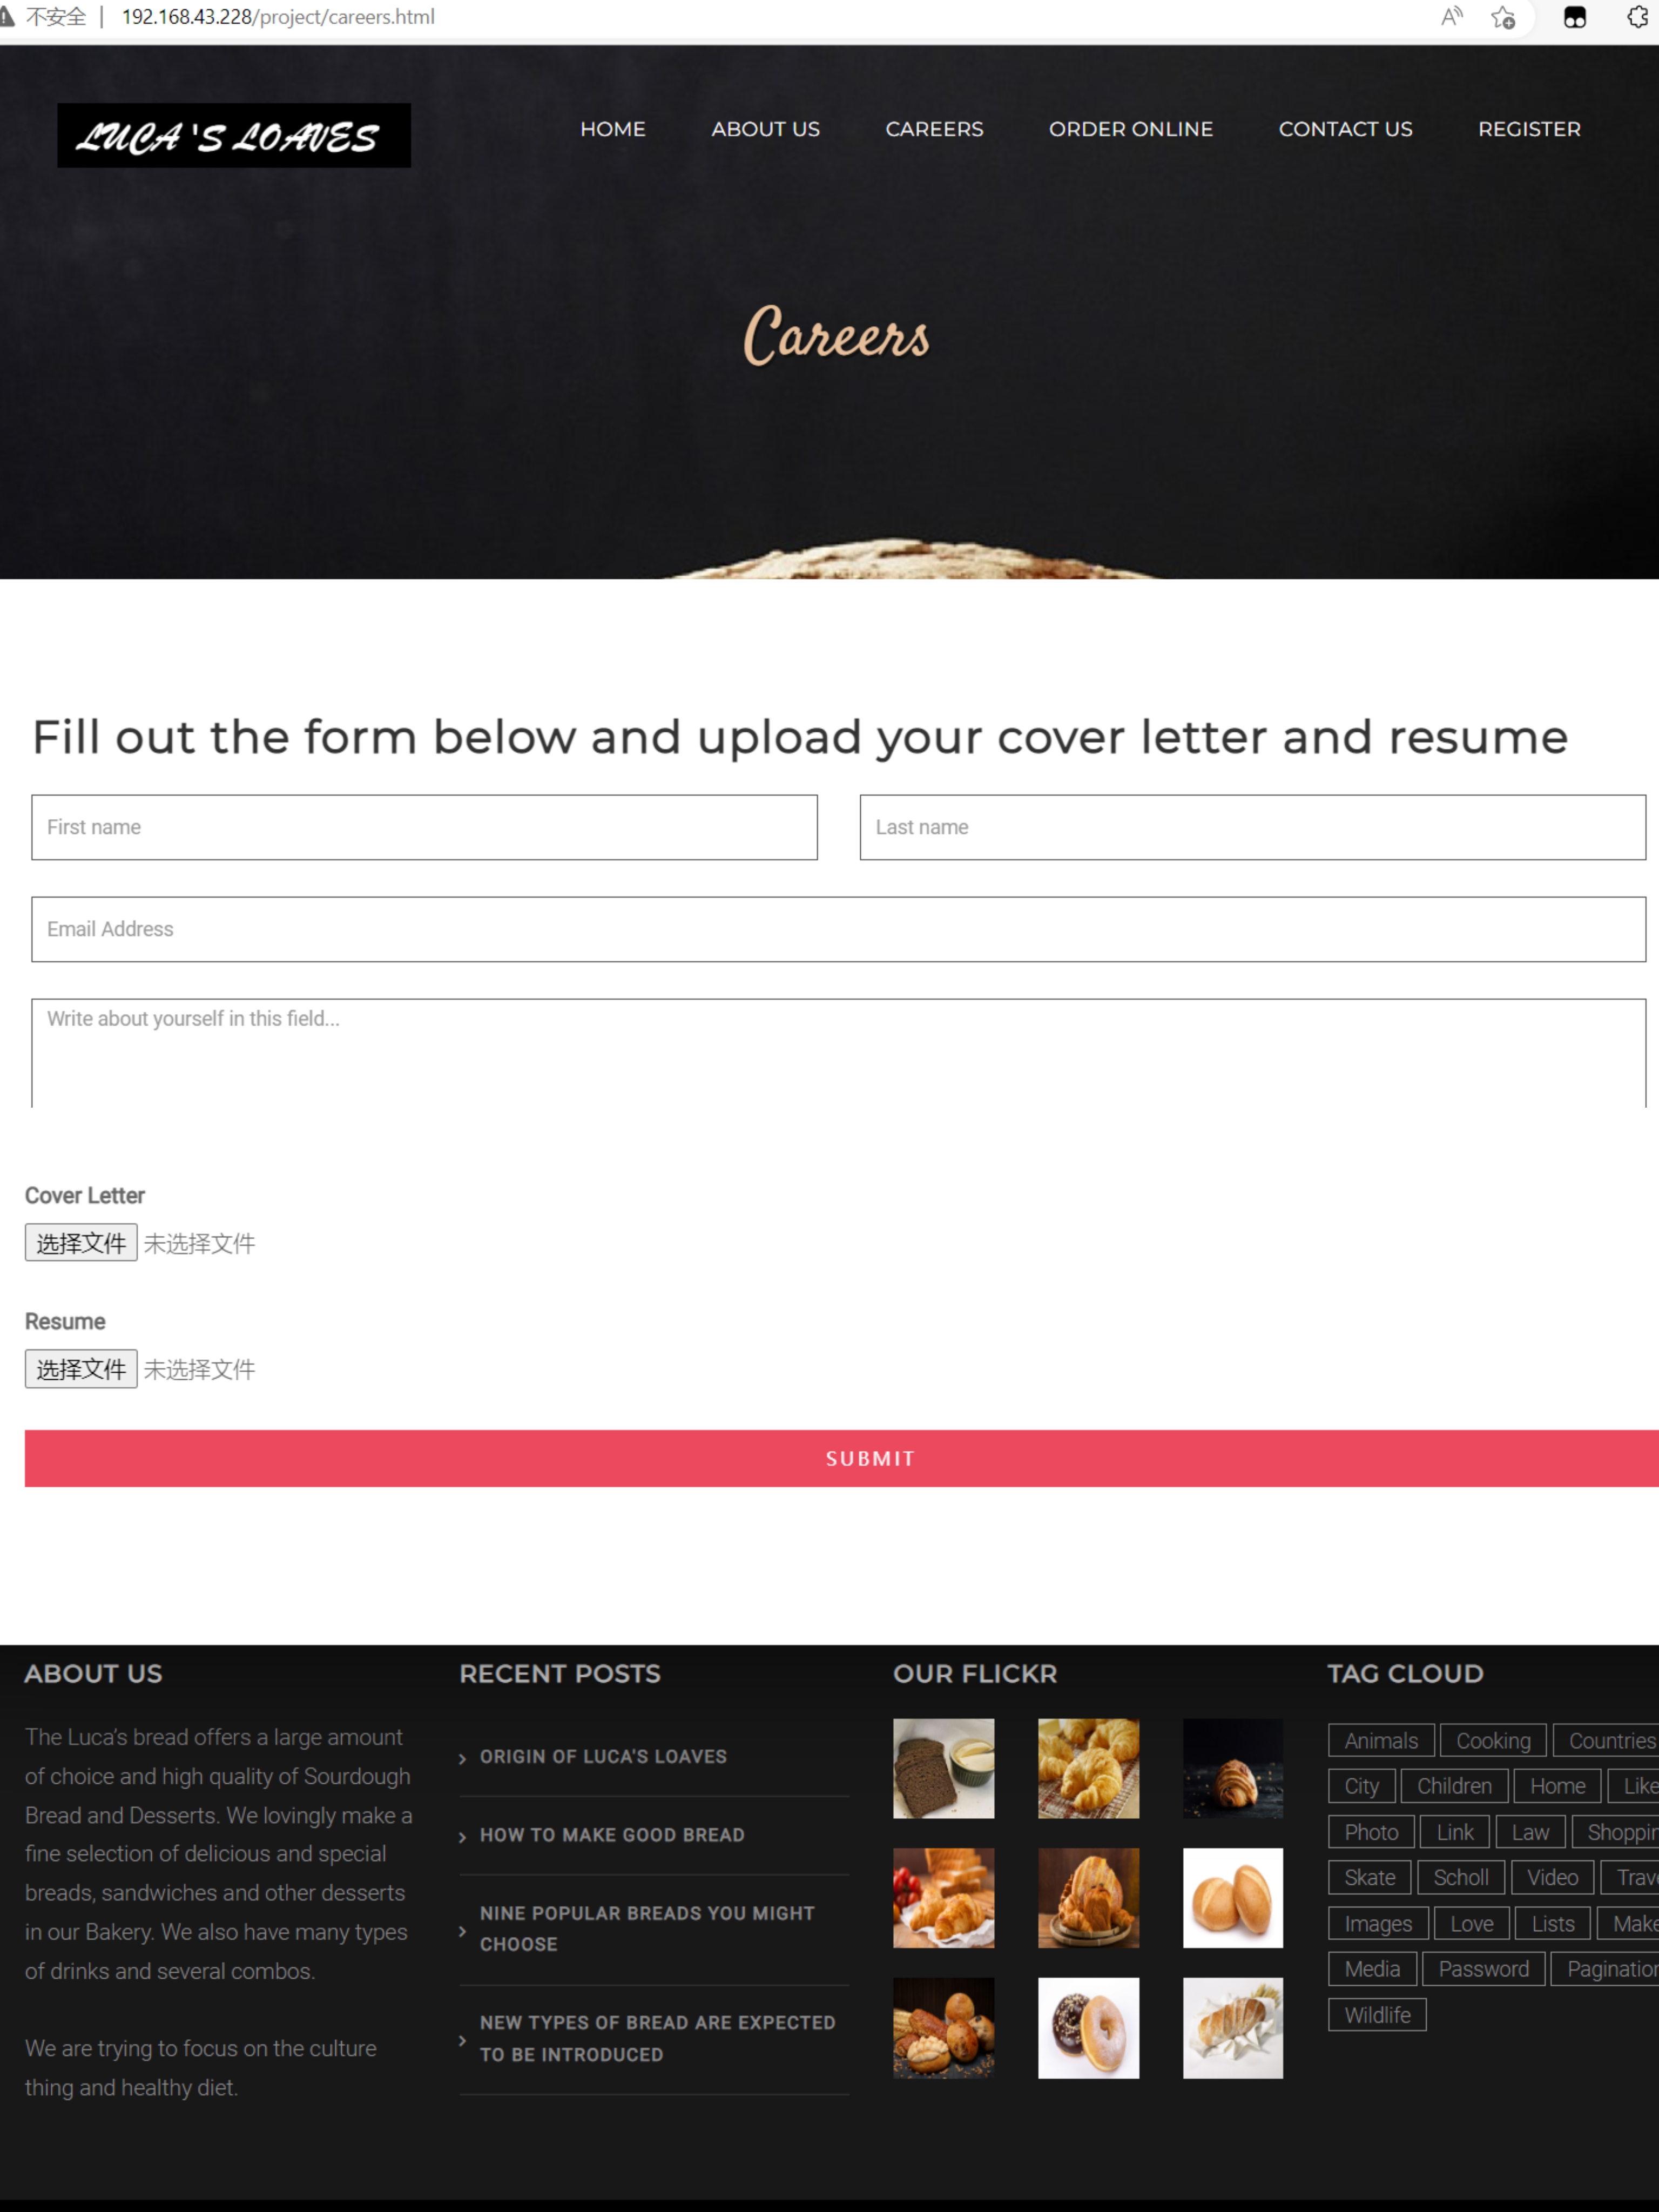 不安全 | 192.168.43.228/project/careers.html
LUCA'S LOAVES
HOME ABOUT US CAREERS ORDER ONLINE CONTACT US REGISTER
Careers
Fill out the form below and upload your cover letter and resume
First name Last name
Email Address
Write about yourself in this field...
Cover Letter
选择文件 未选择文件
Resume
选择文件 未选择文件
SUBMIT
ABOUT US
The Luca's bread offers a large amount
of choice and high quality of Sourdough
Bread and Desserts. We lovingly make a
fine selection of delicious and special
breads, sandwiches and other desserts
in our Bakery. We also have many types
of drinks and several combos.
We are trying to focus on the culture
thing and healthy diet.
RECENT POSTS
ORIGIN OF LUCA'S LOAVES
HOW TO MAKE GOOD BREAD
NINE POPULAR BREADS YOU MIGHT
CHOOSE
NEW TYPES OF BREAD ARE EXPECTED
TO BE INTRODUCED
OUR FLICKR
TAG CLOUD
Animals Cooking Countries
City Children Home Like
Photo Link Law
Skate Scholl Video
Images Love Lists Make
Media Password
Wildlife